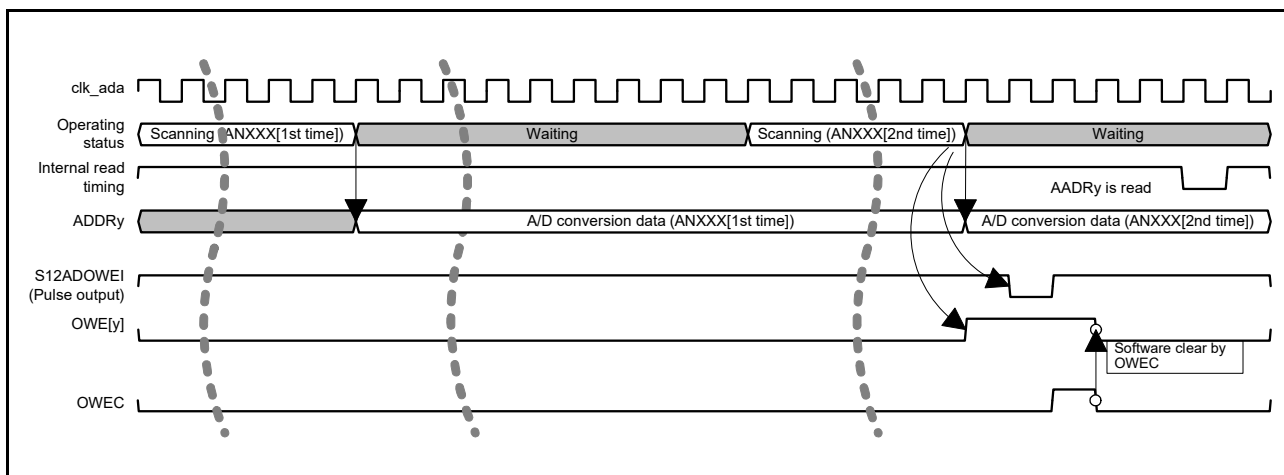 clk_ada
Operating
status
Scanning (ANXXX[1st time])
Waiting
Scanning (ANXXX[2nd time])
Waiting
Internal read
timing
AADRy is read
ADDRy
A/D conversion data (ANXXX[1st time])
A/D conversion data (ANXXX[2nd time])
S12ADOWEI
(Pulse output)
OWE[y]
Software clear by
OWEC
OWEC